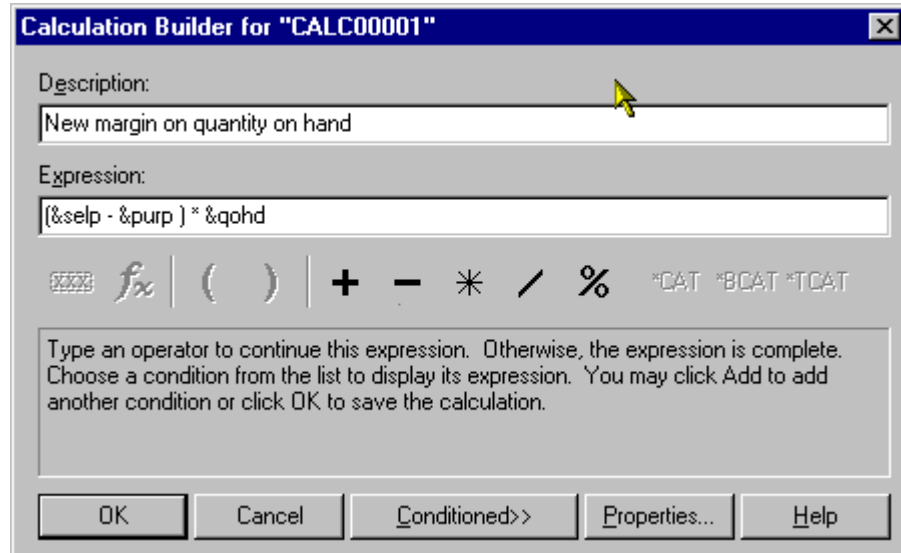 Calculation Builder for "CALC00001"
Description:
New margin on quantity on hand
Expression:
(&selp - &purp ) * &qohd
xxx fx ( ) + - * / % *CAT *BCAT *TCAT
Type an operator to continue this expression. Otherwise, the expression is complete.
Choose a condition from the list to display its expression. You may click Add to add
another condition or click OK to save the calculation.
OK Cancel Conditioned>> Properties... Help